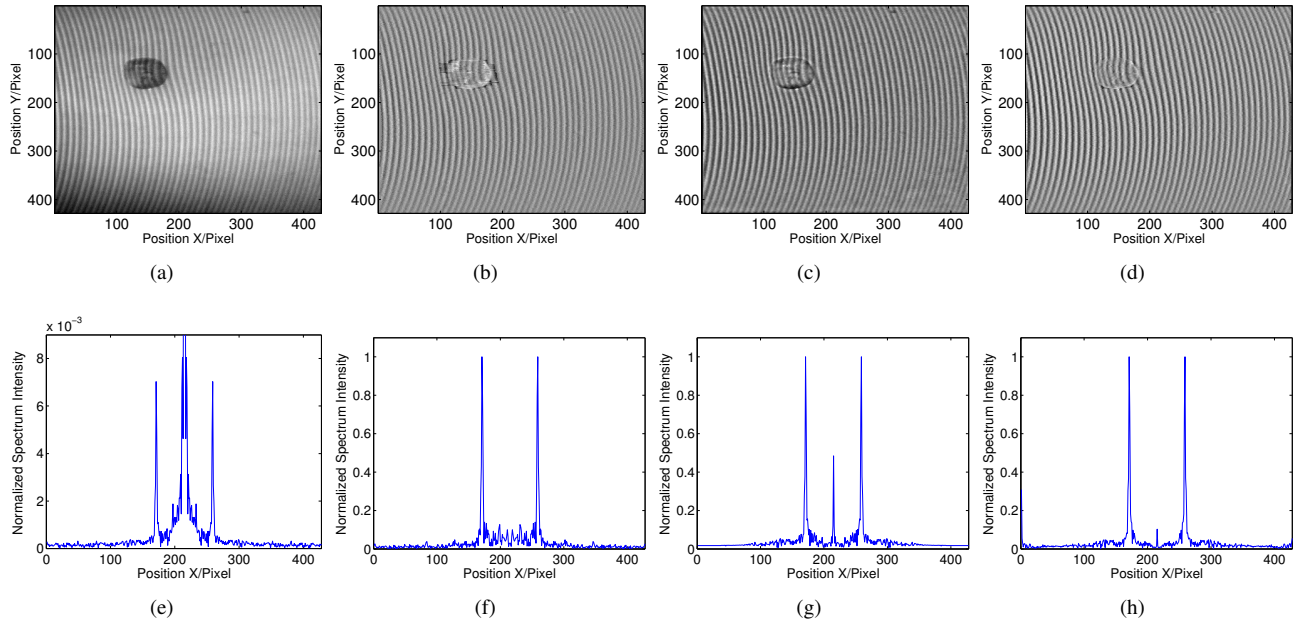 100
200
300
400
Position Y/Pixel
100 200 300 400
Position X/Pixel
(a)
100
200
300
400
Position Y/Pixel
100 200 300 400
Position X/Pixel
(b)
100
200
300
400
Position Y/Pixel
100 200 300 400
Position X/Pixel
(c)
100
200
300
400
Position Y/Pixel
100 200 300 400
Position X/Pixel
(d)
x 10⁻³
8
6
4
2
0
Normalized Spectrum Intensity
0 100 200 300 400
Position X/Pixel
(e)
1
0.8
0.6
0.4
0.2
0
Normalized Spectrum Intensity
0 100 200 300 400
Position X/Pixel
(f)
1
0.8
0.6
0.4
0.2
0
Normalized Spectrum Intensity
0 100 200 300 400
Position X/Pixel
(g)
1
0.8
0.6
0.4
0.2
0
Normalized Spectrum Intensity
0 100 200 300 400
Position X/Pixel
(h)